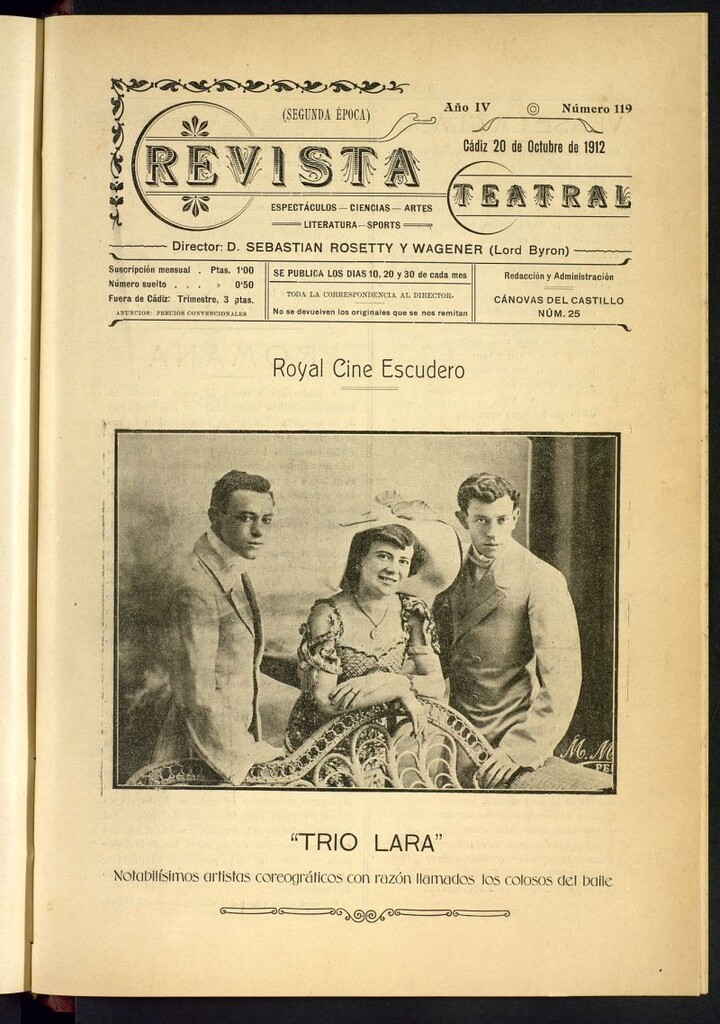 (SEGUNDA ÉPOCA)
Año IV Número 119
Cádiz 20 de Octubre de 1912
REVISTA
TEATRAL
ESPECTÁCULOS — CIENCIAS — ARTES
LITERATURA — SPORTS
Director: D. SEBASTIAN ROSETTY Y WAGENER (Lord Byron)
Suscripción mensual . Ptas. 1'00
Número suelto . . . » 0'50
Fuera de Cádiz: Trimestre, 3 ptas.
ANUNCIOS: PRECIOS CONVENCIONALES
SE PUBLICA LOS DIAS 10, 20 y 30 de cada mes
TODA LA CORRESPONDENCIA AL DIRECTOR.
No se devuelven los originales que se nos remitan
Redacción y Administración
CÁNOVAS DEL CASTILLO
NÚM. 25
Royal Cine Escudero
M. M
PE
"TRIO LARA"
Notabilísimos artistas coreográficos con razón llamados los colosos del baile